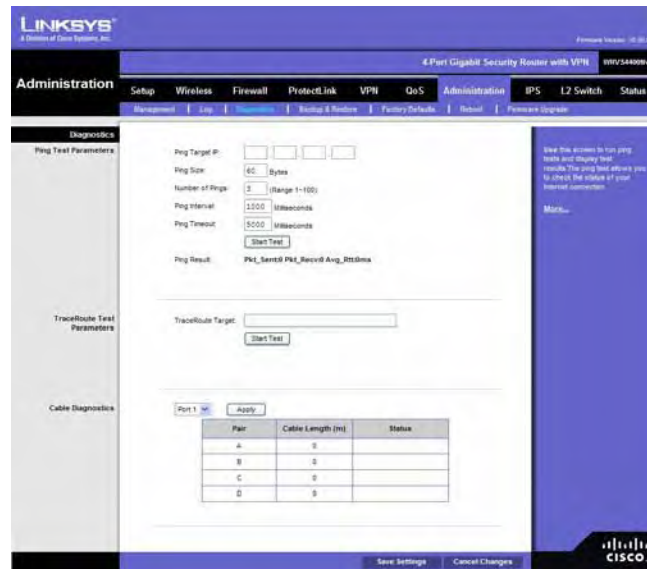 LINKSYS®
A Division of Cisco Systems, Inc.
Firmware Version:
4-Port Gigabit Security Router with VPN
Administration
Setup Wireless Firewall ProtectLink VPN QoS Administration IPS L2 Switch Status
Management | Log | Diagnostics | Backup & Restore | Factory Defaults | Reboot | Firmware Upgrade
Diagnostics
Ping Test Parameters
Ping Target IP:
Ping Size: 60 Bytes
Number of Pings: 3 (Range 1~100)
Ping Interval: 1000 Milliseconds
Ping Timeout: 5000 Milliseconds
Start Test
Ping Result: Pkt_Sent:0 Pkt_Recv:0 Avg_Rtt:0ms
Use this screen to run ping
tests and display test
results. The ping test allows you
to check the status of your
Internet connection.
More...
TraceRoute Test
Parameters
TraceRoute Target:
Start Test
Cable Diagnostics
Port 1 Apply
Pair Cable Length (m) Status
A 0
B 0
C 0
D 0
Save Settings Cancel Changes
CISCO